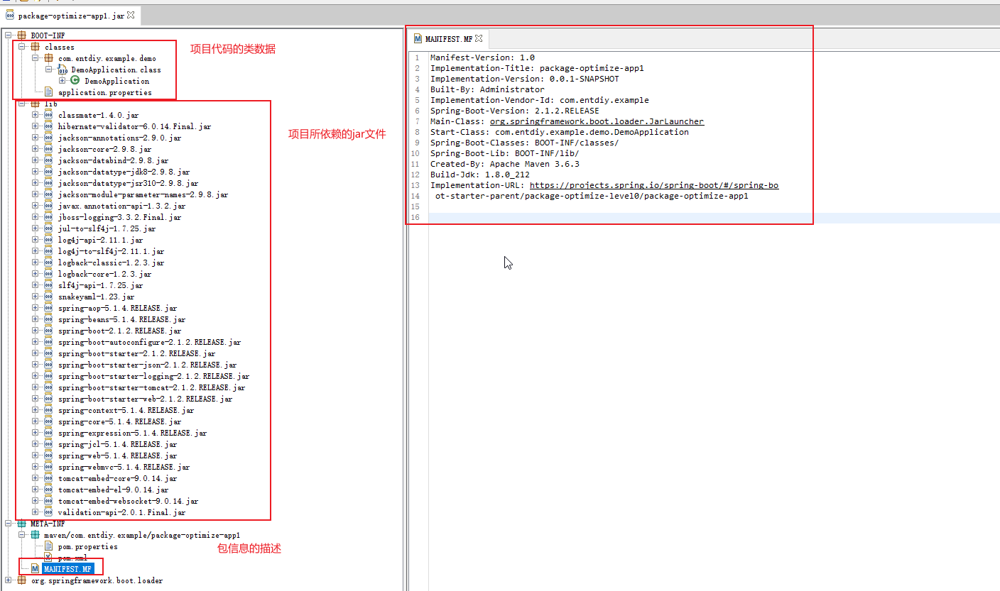 package-optimize-app1.jar
BOOT-INF
classes
项目代码的类数据
com.entdiy.example.demo
DemoApplication.class
DemoApplication
application.properties
lib
classmate-1.4.0.jar
hibernate-validator-6.0.14.Final.jar
jackson-annotations-2.9.0.jar
项目所依赖的jar文件
jackson-core-2.9.8.jar
jackson-databind-2.9.8.jar
jackson-datatype-jdk8-2.9.8.jar
jackson-datatype-jsr310-2.9.8.jar
jackson-module-parameter-names-2.9.8.jar
javax.annotation-api-1.3.2.jar
jboss-logging-3.3.2.Final.jar
jul-to-slf4j-1.7.25.jar
log4j-api-2.11.1.jar
log4j-to-slf4j-2.11.1.jar
logback-classic-1.2.3.jar
logback-core-1.2.3.jar
slf4j-api-1.7.25.jar
snakeyaml-1.23.jar
spring-aop-5.1.4.RELEASE.jar
spring-beans-5.1.4.RELEASE.jar
spring-boot-2.1.2.RELEASE.jar
spring-boot-autoconfigure-2.1.2.RELEASE.jar
spring-boot-starter-2.1.2.RELEASE.jar
spring-boot-starter-json-2.1.2.RELEASE.jar
spring-boot-starter-logging-2.1.2.RELEASE.jar
spring-boot-starter-tomcat-2.1.2.RELEASE.jar
spring-boot-starter-web-2.1.2.RELEASE.jar
spring-context-5.1.4.RELEASE.jar
spring-core-5.1.4.RELEASE.jar
spring-expression-5.1.4.RELEASE.jar
spring-jcl-5.1.4.RELEASE.jar
spring-web-5.1.4.RELEASE.jar
spring-webmvc-5.1.4.RELEASE.jar
tomcat-embed-core-9.0.14.jar
tomcat-embed-el-9.0.14.jar
tomcat-embed-websocket-9.0.14.jar
validation-api-2.0.1.Final.jar
META-INF
maven/com.entdiy.example/package-optimize-app1
pom.properties
包信息的描述
pom.xml
MANIFEST.MF
org.springframework.boot.loader
MANIFEST.MF
1 Manifest-Version: 1.0
2 Implementation-Title: package-optimize-app1
3 Implementation-Version: 0.0.1-SNAPSHOT
4 Built-By: Administrator
5 Implementation-Vendor-Id: com.entdiy.example
6 Spring-Boot-Version: 2.1.2.RELEASE
7 Main-Class: org.springframework.boot.loader.JarLauncher
8 Start-Class: com.entdiy.example.demo.DemoApplication
9 Spring-Boot-Classes: BOOT-INF/classes/
10 Spring-Boot-Lib: BOOT-INF/lib/
11 Created-By: Apache Maven 3.6.3
12 Build-Jdk: 1.8.0_212
13 Implementation-URL: https://projects.spring.io/spring-boot/#/spring-bo
14 ot-starter-parent/package-optimize-level0/package-optimize-app1
15
16